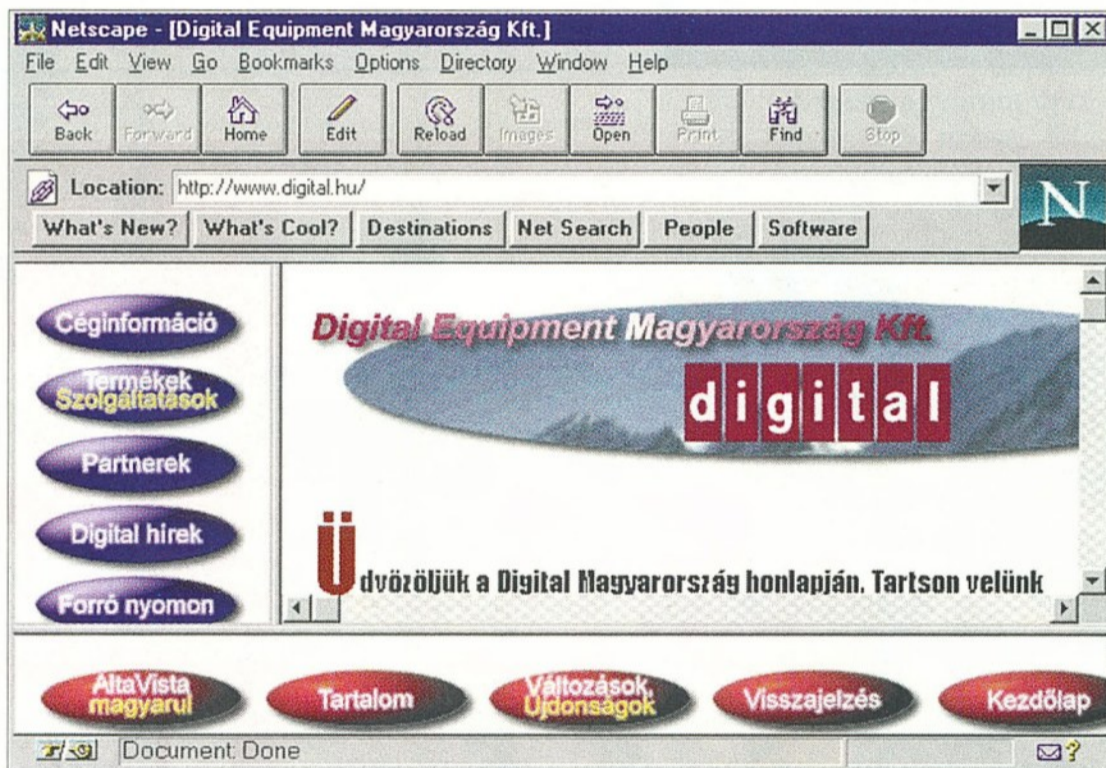 Netscape - [Digital Equipment Magyarország Kft.]
File Edit View Go Bookmarks Options Directory Window Help
Back Forward Home Edit Reload Images Open Print Find Stop
Location: http://www.digital.hu/
N
What's New? What's Cool? Destinations Net Search People Software
Céginformáció
Termékek
Szolgáltatások
Partnerek
Digital hírek
Forró nyomon
Digital Equipment Magyarország Kft.
digital
Üdvözöljük a Digital Magyarország honlapján. Tartson velünk
AltaVista
magyarul
Tartalom
Változások,
Újdonságok
Visszajelzés
Kezdőlap
Document: Done